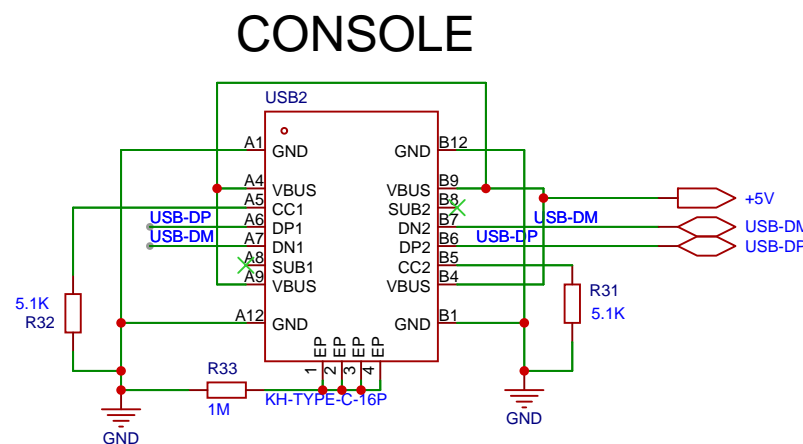 CONSOLE
USB2
A1 GND
GND B12
A4 VBUS
VBUS B9
A5 CC1
SUB2 B8
+5V
USB-DP A6 DP1
DN2 B7 USB-DM USB-DM
USB-DM A7 DN1
DP2 B6 USB-DP USB-DP
A8 SUB1
CC2 B5
A9 VBUS
VBUS B4
5.1K
R32
R31
5.1K
A12 GND
GND B1
EP EP EP EP
1 2 3 4
R33
1M
KH-TYPE-C-16P
GND
GND